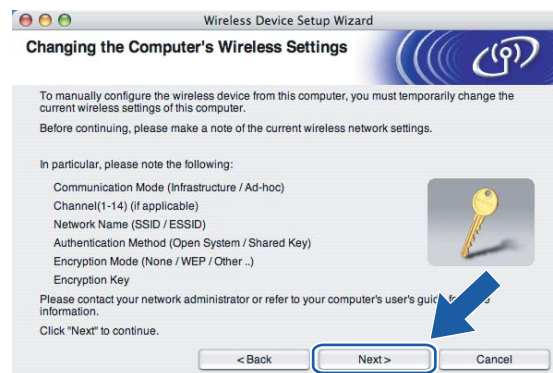 Wireless Device Setup Wizard
Changing the Computer's Wireless Settings
To manually configure the wireless device from this computer, you must temporarily change the
current wireless settings of this computer.
Before continuing, please make a note of the current wireless network settings.
In particular, please note the following:
Communication Mode (Infrastructure / Ad-hoc)
Channel(1-14) (if applicable)
Network Name (SSID / ESSID)
Authentication Method (Open System / Shared Key)
Encryption Mode (None / WEP / Other ..)
Encryption Key
Please contact your network administrator or refer to your computer's user's
information.
Click "Next" to continue.
< Back Next > Cancel